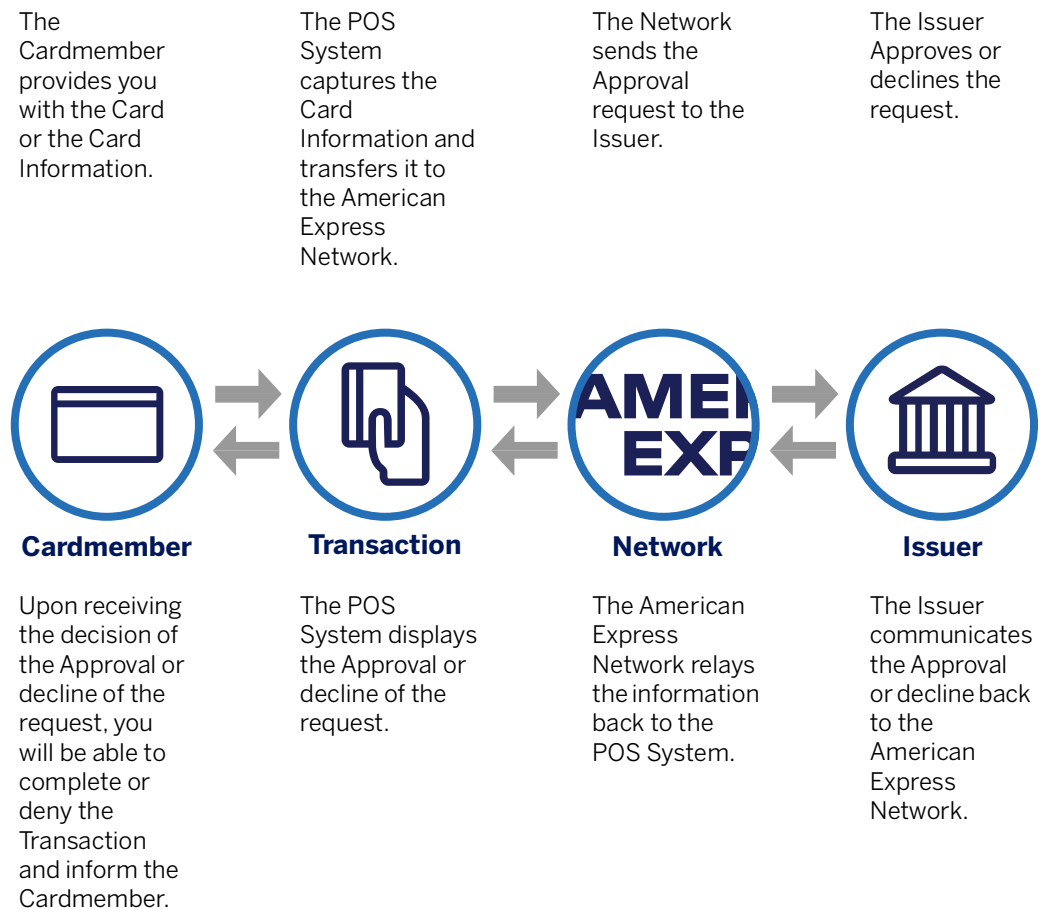 The
Cardmember
provides you
with the Card
or the Card
Information.
The POS
System
captures the
Card
Information and
transfers it to
the American
Express
Network.
The Network
sends the
Approval
request to the
Issuer.
The Issuer
Approves or
declines the
request.
AMER
EXP
Cardmember
Transaction
Network
Issuer
Upon receiving
the decision of
the Approval or
decline of the
request, you
will be able to
complete or
deny the
Transaction
and inform the
Cardmember.
The POS
System displays
the Approval or
decline of the
request.
The American
Express
Network relays
the information
back to the
POS System.
The Issuer
communicates
the Approval
or decline back
to the
American
Express
Network.